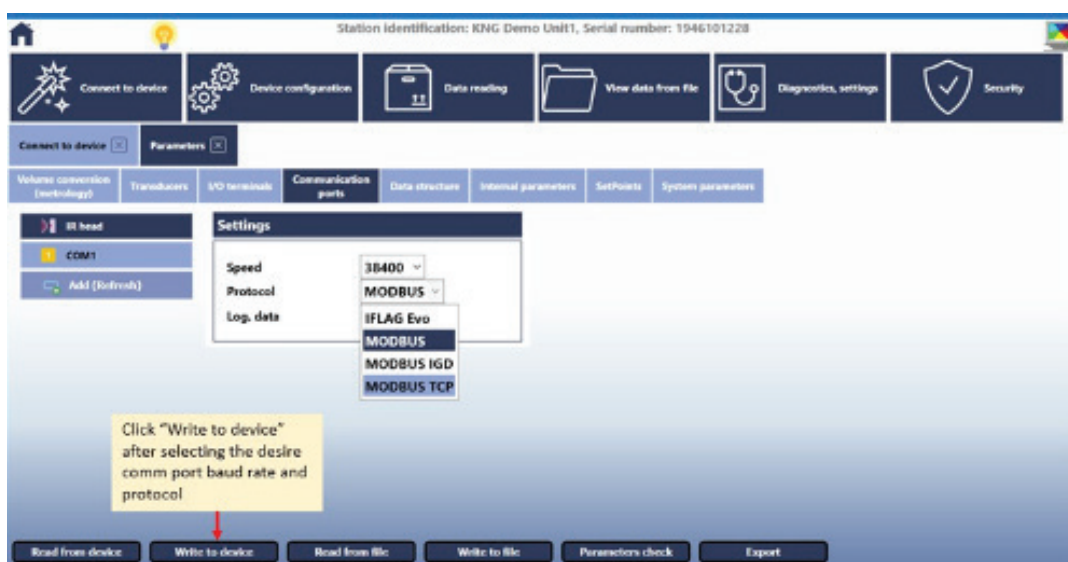 Station identification: KNG Demo Unit1, Serial number: 1946101228
Connect to device
Device configuration
Data reading
View data from file
Diagnostics, settings
Security
Connect to device
Parameters
Volume conversion
(metrology)
Transducers
I/O terminals
Communication
ports
Data structure
Internal parameters
SetPoints
System parameters
IR head
COM1
Add (Refresh)
Settings
Speed
38400
Protocol
MODBUS
Log. data
IFLAG Evo
MODBUS
MODBUS IGD
MODBUS TCP
Click "Write to device"
after selecting the desire
comm port baud rate and
protocol
Read from device
Write to device
Read from file
Write to file
Parameters check
Export